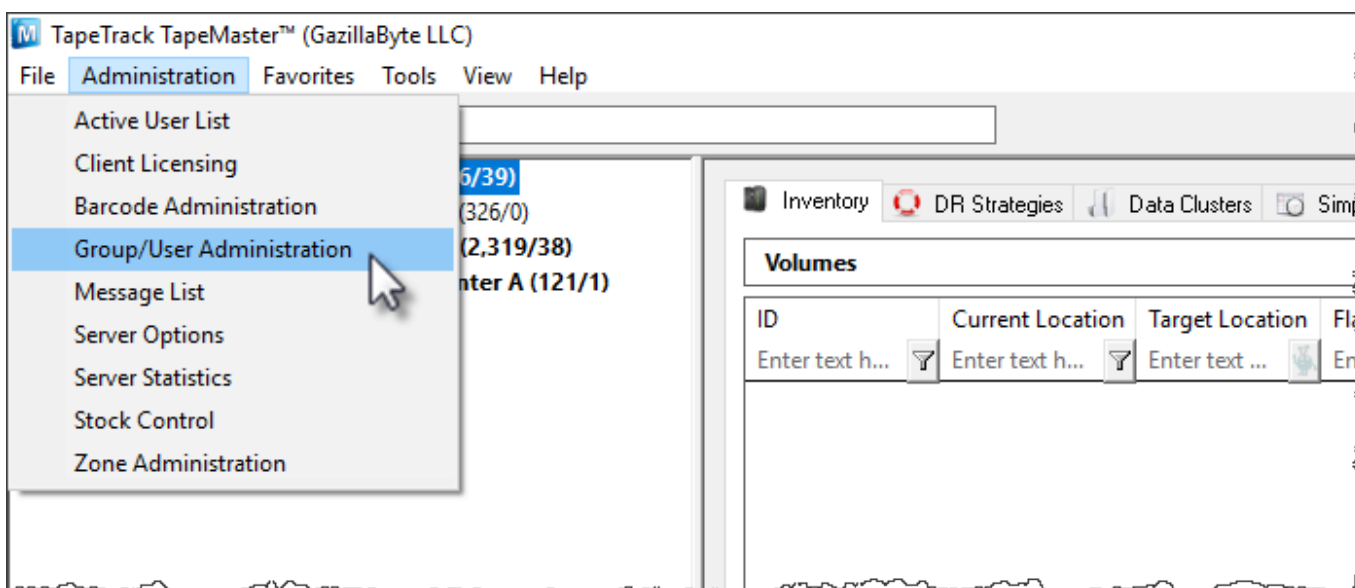 TapeTrack TapeMaster™ (GazillaByte LLC)
File Administration Favorites Tools View Help
Active User List
Client Licensing
Barcode Administration
Group/User Administration
Message List
Server Options
Server Statistics
Stock Control
Zone Administration
6/39)
(326/0)
(2,319/38)
nter A (121/1)
Inventory DR Strategies Data Clusters Simp
Volumes
ID Current Location Target Location Fla
Enter text h... Enter text h... Enter text ... En